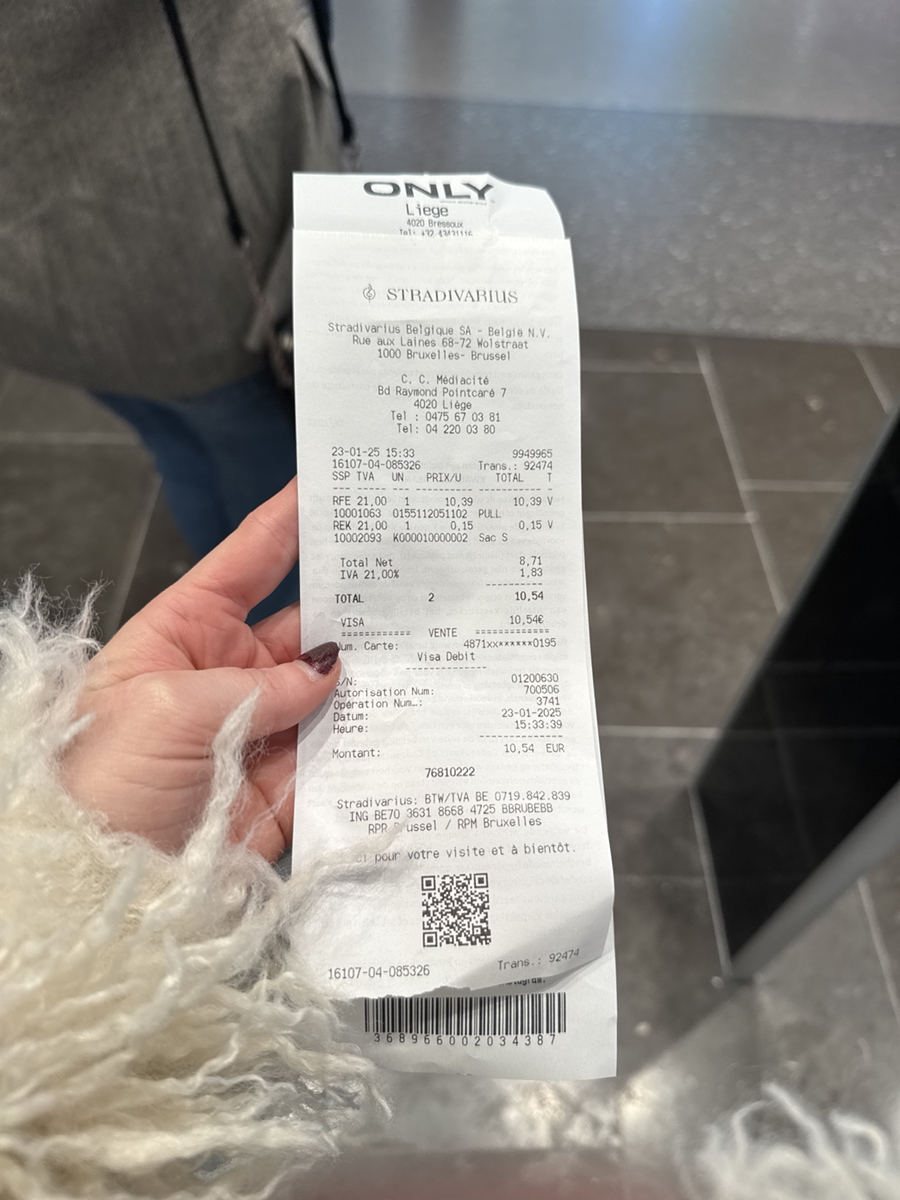 ONLY
Liege
4020 Bressoux
STRADIVARIUS
Stradivarius Belgique SA - België N.V.
Rue aux Laines 68-72 Wolstraat
1000 Bruxelles- Brussel
C. C. Médiacité
Bd Raymond Pointcaré 7
4020 Liège
Tel : 0475 67 03 81
Tel: 04 220 03 80
23-01-25 15:33 9949965
16107-04-085326 Trans.: 92474
SSP TVA UN PRIX/U TOTAL T
RFE 21,00 1 10,39 10,39 V
10001063 0155112051102 PULL
REK 21,00 1 0,15 0,15 V
10002093 K000010000002 Sac S
Total Net 8,71
IVA 21,00% 1,83
TOTAL 2 10,54
VISA 10,54€
=========== VENTE ============
Num. Carte: 4871xx******0195
Visa Debit
S/N: 01200630
Autorisation Num: 700506
Opération Num.: 3741
Datum: 23-01-2025
Heure: 15:33:39
Montant: 10,54 EUR
76810222
Stradivarius: BTW/TVA BE 0719.842.839
ING BE70 3631 8668 4725 BBRUBEBB
RPR Brussel / RPM Bruxelles
pour votre visite et à bientôt.
16107-04-085326 Trans.: 92474
368966002034387